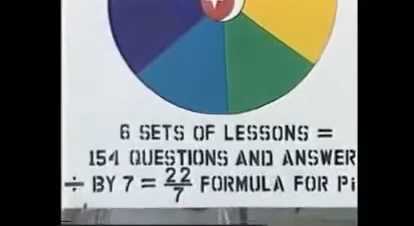 6 SETS OF LESSONS =
154 QUESTIONS AND ANSWER
÷ BY 7 = 22/7 FORMULA FOR Pi